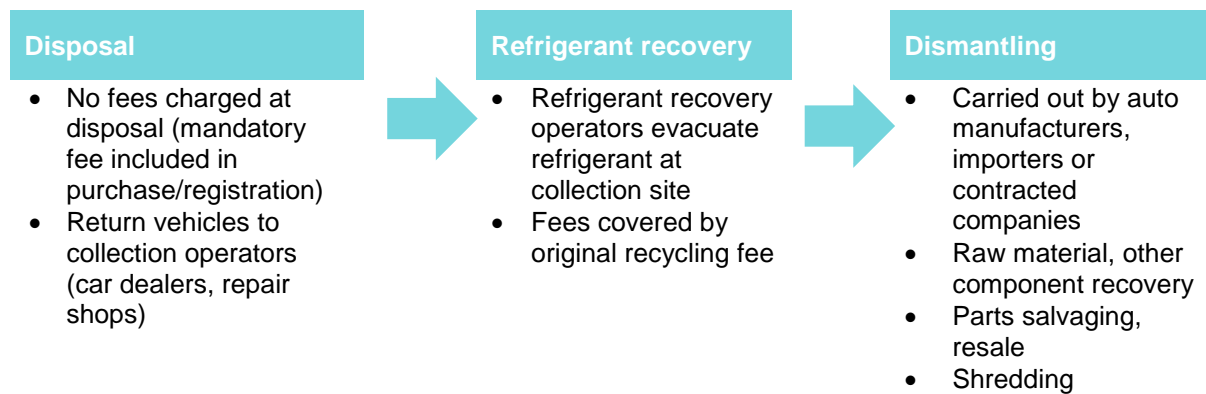 Disposal
• No fees charged at
disposal (mandatory
fee included in
purchase/registration)
• Return vehicles to
collection operators
(car dealers, repair
shops)
Refrigerant recovery
• Refrigerant recovery
operators evacuate
refrigerant at
collection site
• Fees covered by
original recycling fee
Dismantling
• Carried out by auto
manufacturers,
importers or
contracted
companies
• Raw material, other
component recovery
• Parts salvaging,
resale
• Shredding